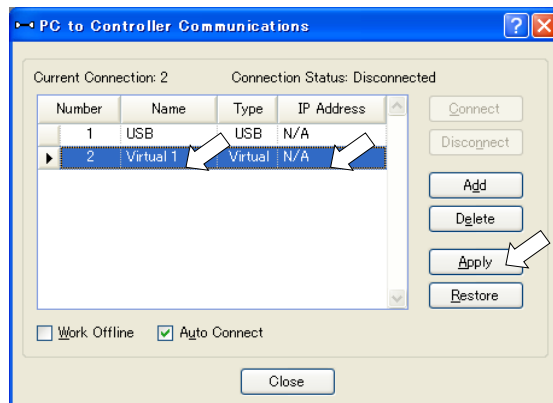 PC to Controller Communications
Current Connection: 2 Connection Status: Disconnected
Number Name Type IP Address
1 USB USB N/A
2 Virtual 1 Virtual N/A
Connect
Disconnect
Add
Delete
Apply
Restore
Work Offline Auto Connect
Close